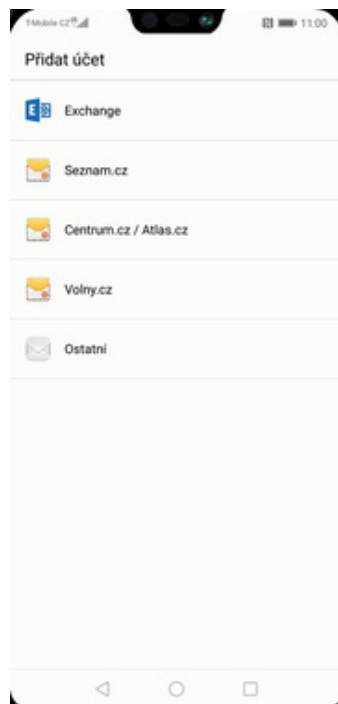 T-Mobile CZ 11:00
Přidat účet
Exchange
Seznam.cz
Centrum.cz / Atlas.cz
Volny.cz
Ostatní